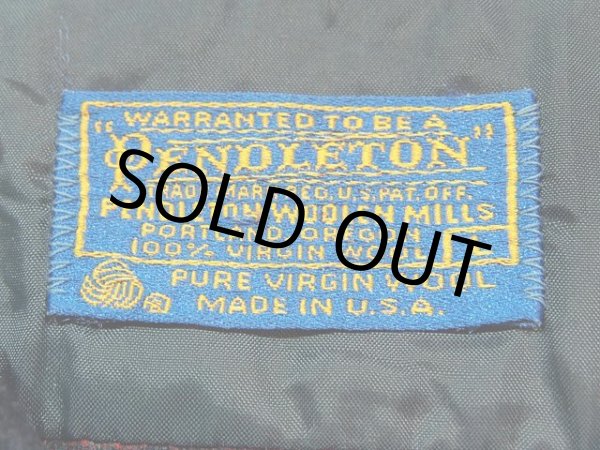 WARRANTED TO BE A
"PENDLETON"
TRADE MARK REG. U.S. PAT. OFF.
PENDLETON WOOLEN MILLS
PORTLAND, OREGON
100% VIRGIN WOOL
PURE VIRGIN WOOL
MADE IN U.S.A.
SOLD OUT